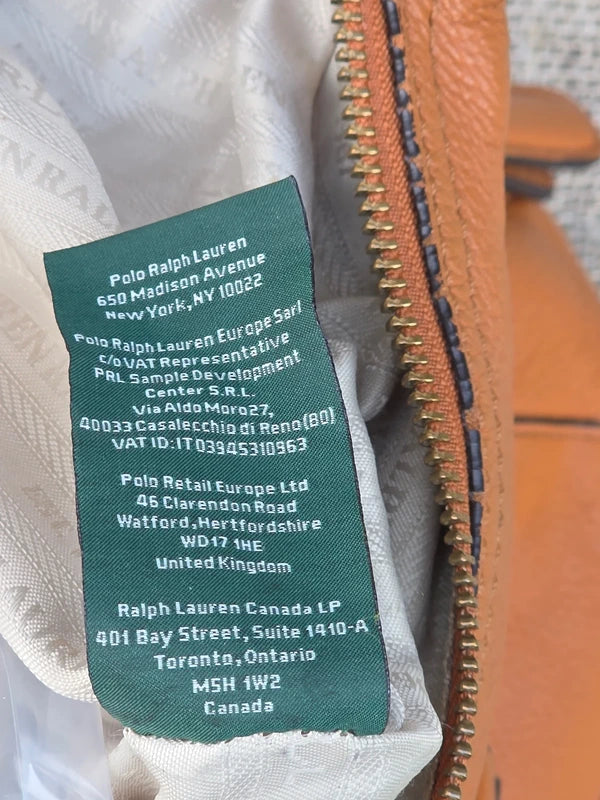 Polo Ralph Lauren
650 Madison Avenue
New York,NY 10022
Polo Ralph Lauren Europe Sarl
c/o VAT Representative
PRL Sample Development
Center S.R.L.
Via Aldo Moro27,
40033 Casalecchio di Reno(BO)
VAT ID:IT03945310963
Polo Retail Europe Ltd
46 Clarendon Road
Watford,Hertfordshire
WD17 1HE
United Kingdom
Ralph Lauren Canada LP
401 Bay Street, Suite 1410-A
Toronto, Ontario
M5H 1W2
Canada